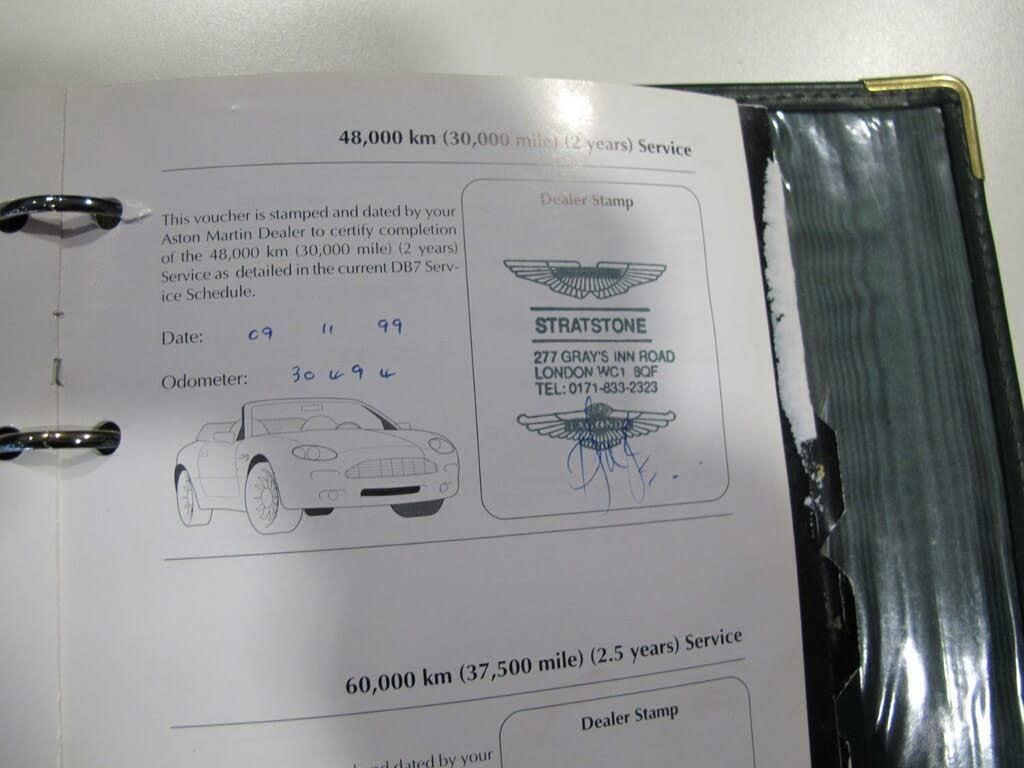 48,000 km (30,000 mile) (2 years) Service
This voucher is stamped and dated by your
Aston Martin Dealer to certify completion
of the 48,000 km (30,000 mile) (2 years)
Service as detailed in the current DB7 Serv-
ice Schedule.
Date: 09 11 99
Odometer: 30494
Dealer Stamp
STRATSTONE
277 GRAY'S INN ROAD
LONDON WC1 8QF
TEL: 0171-833-2323
LAGONDA
60,000 km (37,500 mile) (2.5 years) Service
Dealer Stamp
and dated by your